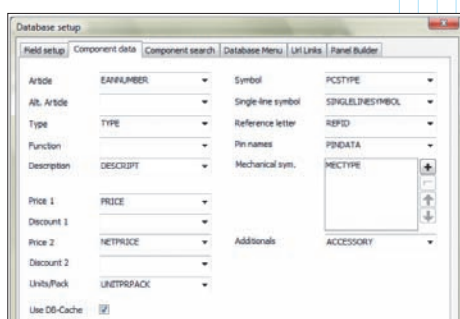 Database setup
Field setup Component data Component search Database Menu Url Links Panel Builder
Article EANNUMBER Symbol PCSTYPE
Alt. Article Single-line symbol SINGLELINESYMBOL
Type TYPE Reference letter REFID
Function Pin names PINDATA
Description DESCRIPT Mechanical sym. MECTYPE
Price 1 PRICE
Discount 1
Price 2 NETPRICE Additionals ACCESSORY
Discount 2
Units/Pack UNITPRPACK
Use DB-Cache